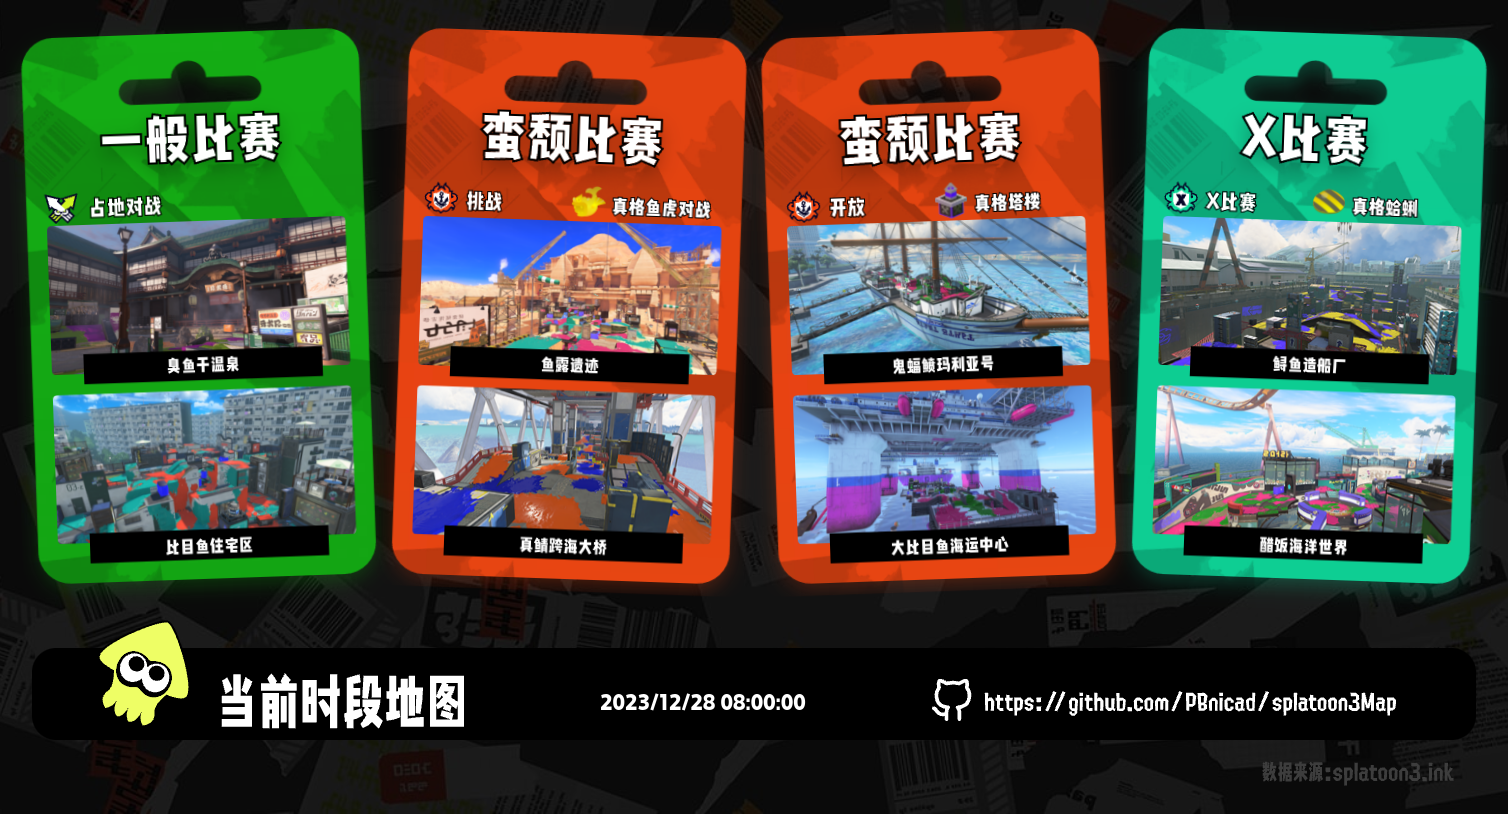 一般比赛
占地对战
臭鱼干温泉
比目鱼住宅区
蛮颓比赛
挑战
真格鱼虎对战
鱼露遗迹
真鲭跨海大桥
蛮颓比赛
开放
真格塔楼
鬼蝠鲼玛利亚号
大比目鱼海运中心
X比赛
X比赛
真格蛤蜊
鲟鱼造船厂
醋饭海洋世界
当前时段地图
2023/12/28 08:00:00
https://github.com/PBnicad/splatoon3Map
数据来源:splatoon3.ink